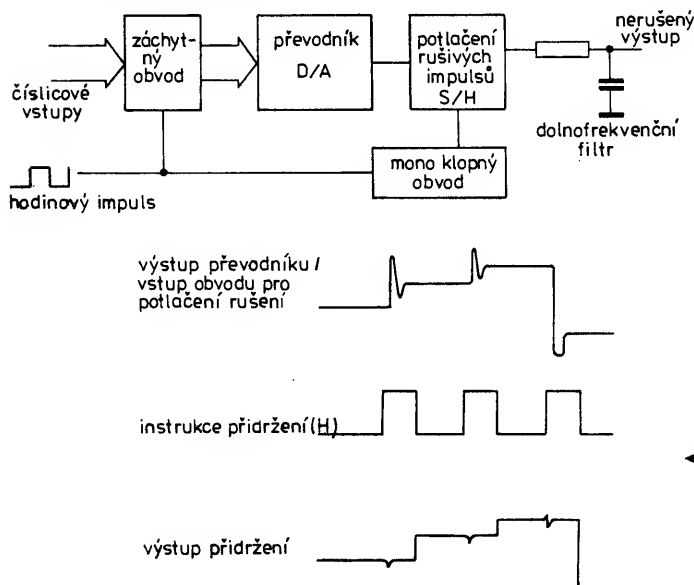 záchyt-
ný
obvod
převodník
D/A
potlačení
rušivých
impulsů
S/H
nerušený
výstup
číslicové
vstupy
dolnofrekvenční
filtr
mono klopný
obvod
hodinový impuls
výstup převodníku /
vstup obvodu pro
potlačení rušení
instrukce přidržení(H)
výstup přidržení